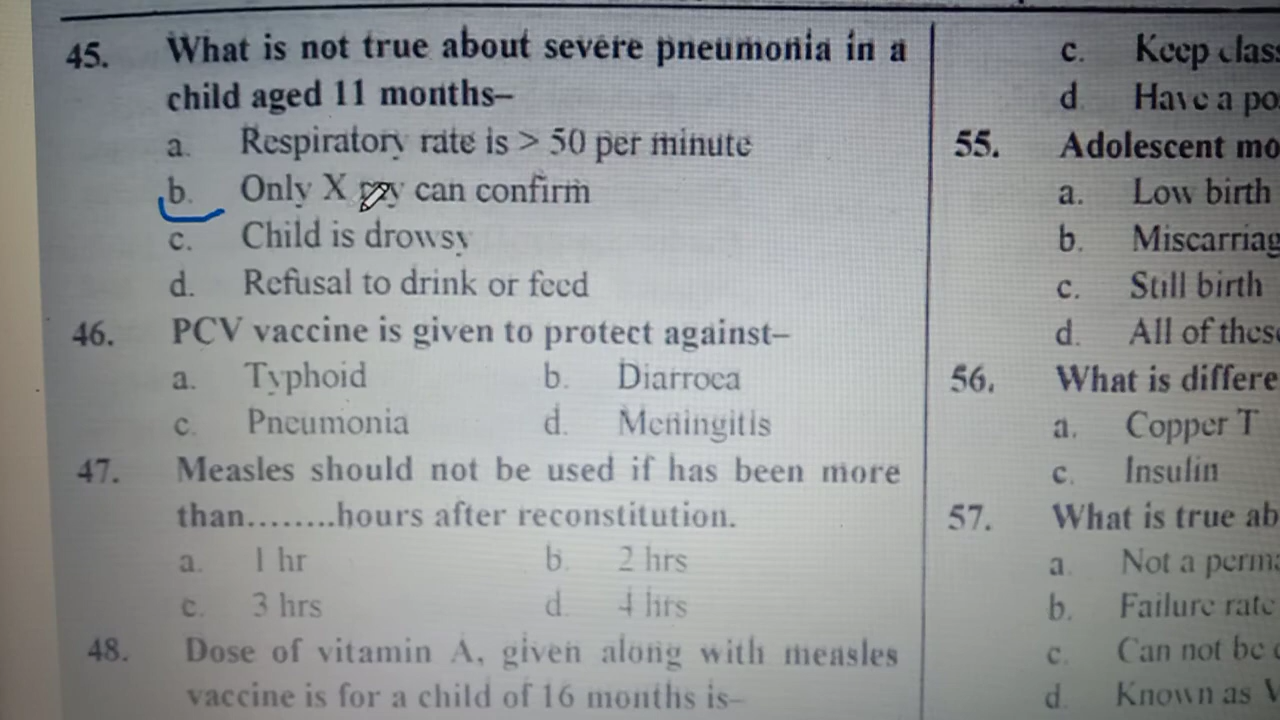 45. What is not true about severe pneumonia in a
child aged 11 months–
a. Respiratory rate is > 50 per minute
b. Only X ray can confirm
c. Child is drowsy
d. Refusal to drink or feed
46. PCV vaccine is given to protect against–
a. Typhoid b. Diarroea
c. Pneumonia d. Meningitis
47. Measles should not be used if has been more
than........hours after reconstitution.
a. 1 hr b. 2 hrs
c. 3 hrs d. 4 hrs
48. Dose of vitamin A, given along with measles
vaccine is for a child of 16 months is–
c. Keep
d. Have a
55. Adolescent
a. Low birth
b.
c. Still birth
d. All of
56. What is
a. Copper T
c. Insulin
57. What is true
a. Not a
b. Failure rate
c. Can not be
d. Known as